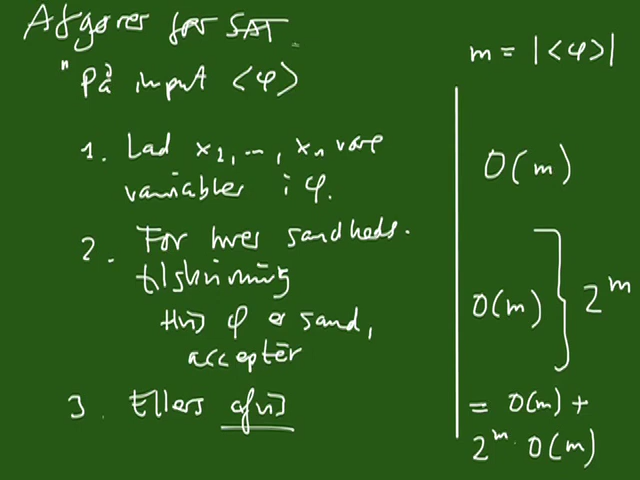 Afgører for SAT
"På input <φ>
m = |<φ>|
1. Lad x₁, ..., xₙ være
variabler i φ.
O(m)
2. For hver sandheds-
tilskrivning
Hvis φ er sand,
accepter
O(m) } 2^m
3. Ellers afvis
= O(m) +
2^m · O(m)